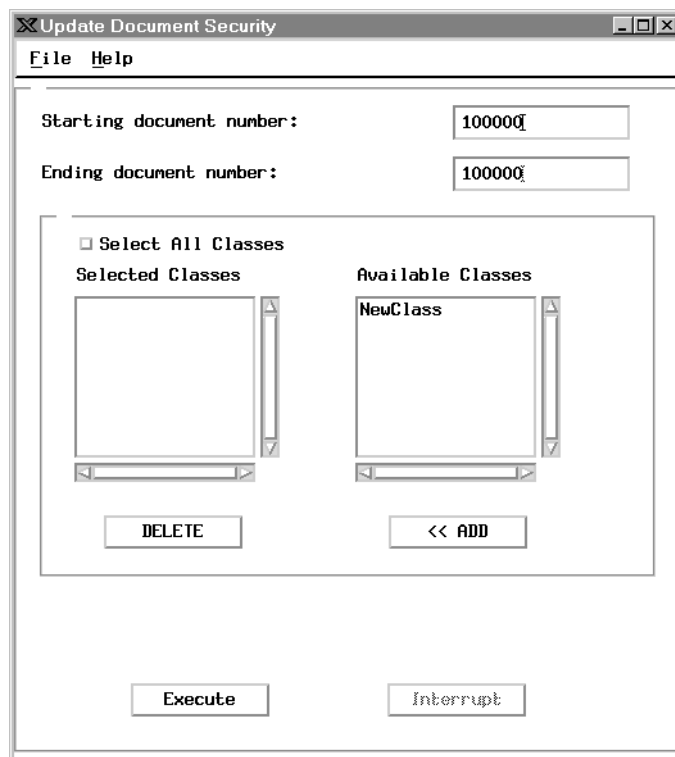 Update Document Security
File Help
Starting document number: 100000
Ending document number: 100000
Select All Classes
Selected Classes Available Classes
NewClass
DELETE << ADD
Execute Interrupt